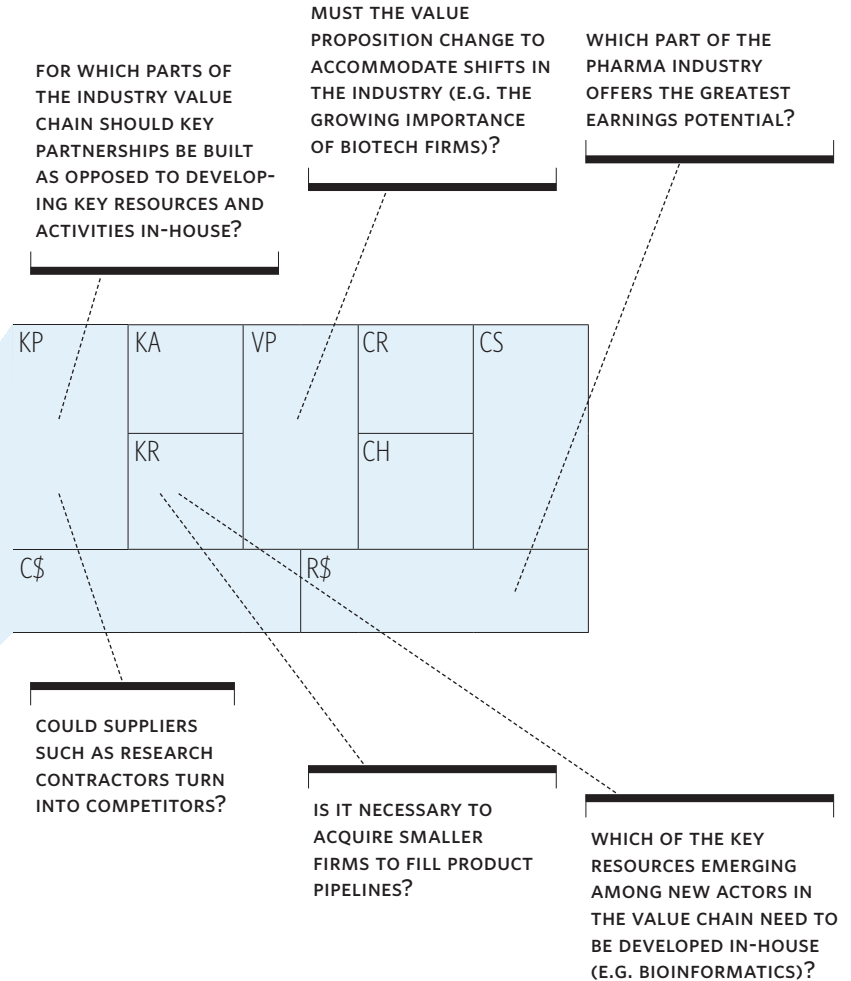 MUST THE VALUE
PROPOSITION CHANGE TO
ACCOMMODATE SHIFTS IN
THE INDUSTRY (E.G. THE
GROWING IMPORTANCE
OF BIOTECH FIRMS)?
WHICH PART OF THE
PHARMA INDUSTRY
OFFERS THE GREATEST
EARNINGS POTENTIAL?
FOR WHICH PARTS OF
THE INDUSTRY VALUE
CHAIN SHOULD KEY
PARTNERSHIPS BE BUILT
AS OPPOSED TO DEVELOP-
ING KEY RESOURCES AND
ACTIVITIES IN-HOUSE?
KP
KA
VP
CR
CS
KR
CH
C$
R$
COULD SUPPLIERS
SUCH AS RESEARCH
CONTRACTORS TURN
INTO COMPETITORS?
IS IT NECESSARY TO
ACQUIRE SMALLER
FIRMS TO FILL PRODUCT
PIPELINES?
WHICH OF THE KEY
RESOURCES EMERGING
AMONG NEW ACTORS IN
THE VALUE CHAIN NEED TO
BE DEVELOPED IN-HOUSE
(E.G. BIOINFORMATICS)?